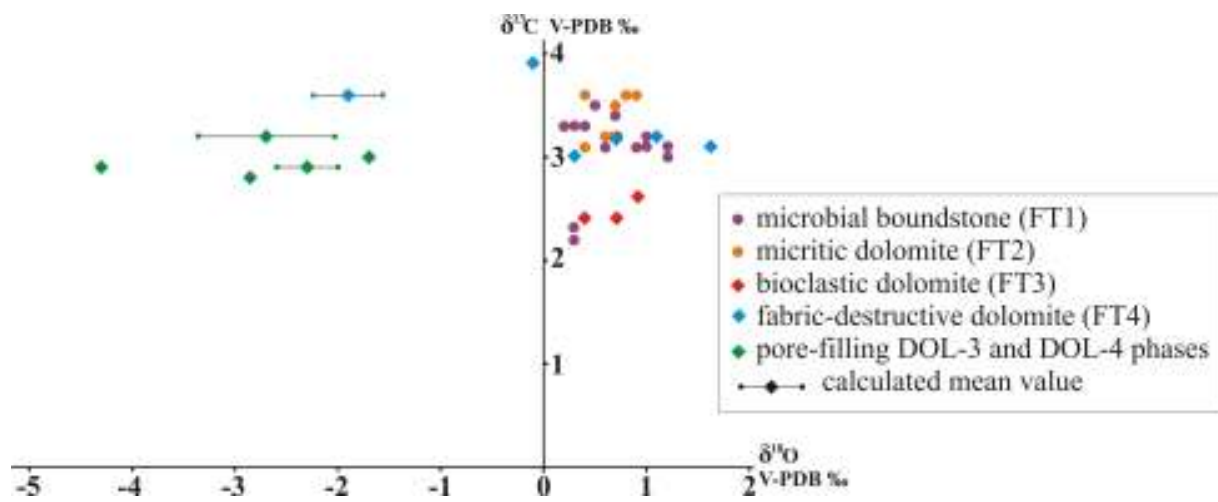 δ¹³C V-PDB ‰
4
3
2
1
microbial boundstone (FT1)
micritic dolomite (FT2)
bioclastic dolomite (FT3)
fabric-destructive dolomite (FT4)
pore-filling DOL-3 and DOL-4 phases
calculated mean value
δ¹⁸O
V-PDB ‰
-5 -4 -3 -2 -1 0 1 2